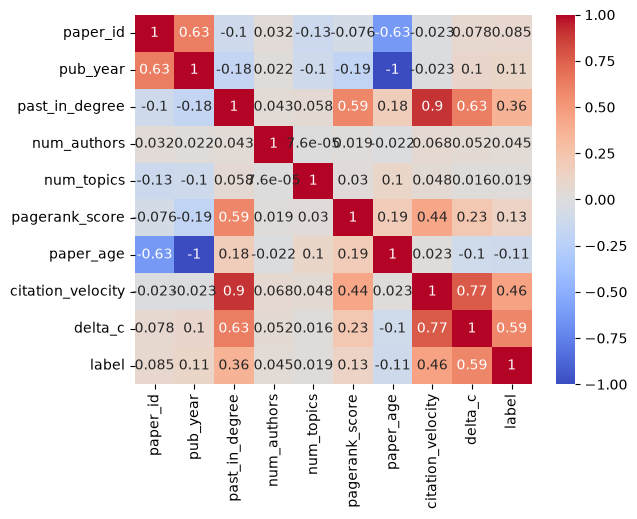 paper_id 1 0.63 -0.1 0.032 -0.13 -0.076 -0.63 -0.023 0.078 0.085
pub_year 0.63 1 -0.18 0.022 -0.1 -0.19 -1 -0.023 0.1 0.11
past_in_degree -0.1 -0.18 1 0.043 0.058 0.59 0.18 0.9 0.63 0.36
num_authors 0.032 0.022 0.043 1 7.6e-05 0.019 -0.022 0.068 0.052 0.045
num_topics -0.13 -0.1 0.058 7.6e-05 1 0.03 0.1 0.048 0.016 0.019
pagerank_score -0.076 -0.19 0.59 0.019 0.03 1 0.19 0.44 0.23 0.13
paper_age -0.63 -1 0.18 -0.022 0.1 0.19 1 0.023 -0.1 -0.11
citation_velocity -0.023 -0.023 0.9 0.068 0.048 0.44 0.023 1 0.77 0.46
delta_c 0.078 0.1 0.63 0.052 0.016 0.23 -0.1 0.77 1 0.59
label 0.085 0.11 0.36 0.045 0.019 0.13 -0.11 0.46 0.59 1
paper_id
pub_year
past_in_degree
num_authors
num_topics
pagerank_score
paper_age
citation_velocity
delta_c
label
1.00
0.75
0.50
0.25
0.00
−0.25
−0.50
−0.75
−1.00